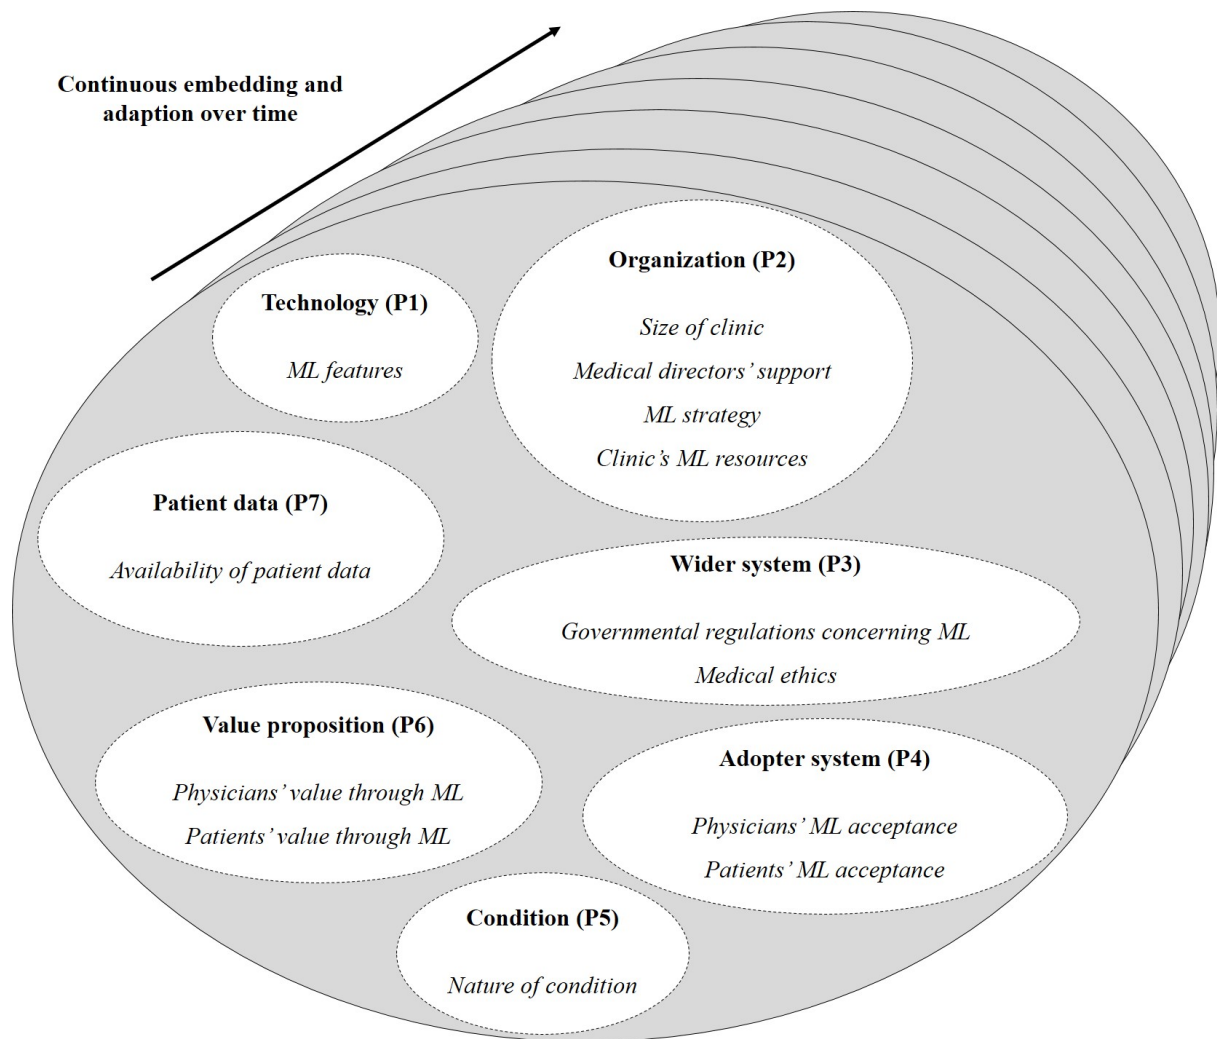 Continuous embedding and
adaption over time
Technology (P1)
ML features
Organization (P2)
Size of clinic
Medical directors’ support
ML strategy
Clinic’s ML resources
Patient data (P7)
Availability of patient data
Wider system (P3)
Governmental regulations concerning ML
Medical ethics
Value proposition (P6)
Physicians’ value through ML
Patients’ value through ML
Adopter system (P4)
Physicians’ ML acceptance
Patients’ ML acceptance
Condition (P5)
Nature of condition